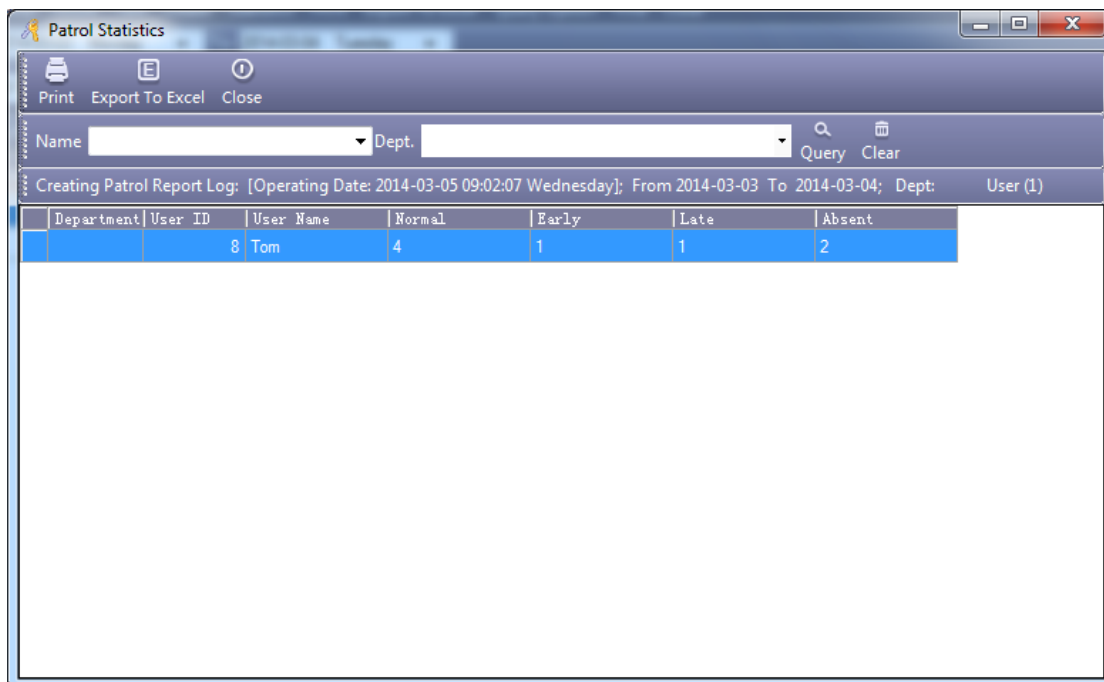 Patrol Statistics
Print Export To Excel Close
Name Dept. Query Clear
Creating Patrol Report Log: [Operating Date: 2014-03-05 09:02:07 Wednesday]; From 2014-03-03 To 2014-03-04; Dept: User (1)
Department User ID User Name Normal Early Late Absent
8 Tom 4 1 1 2